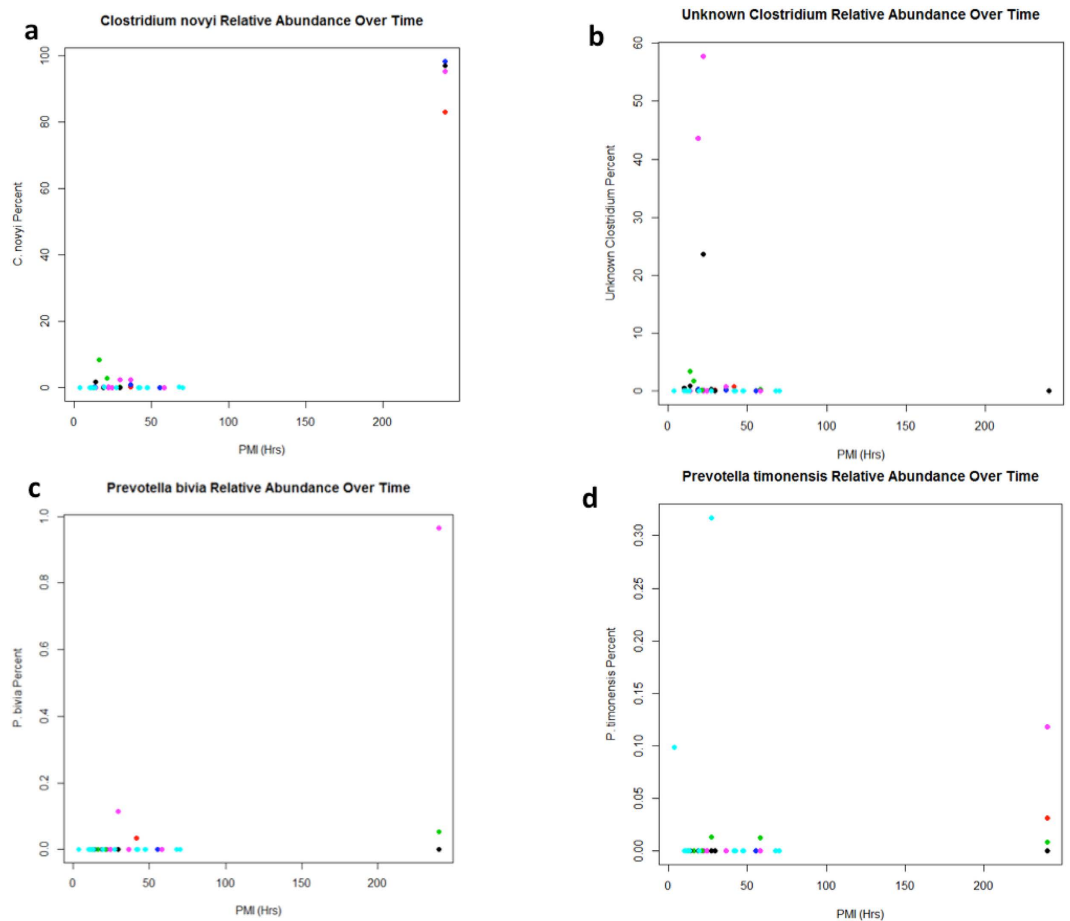 a
Clostridium novyi Relative Abundance Over Time
C. novyi Percent
100
80
60
40
20
0
0 50 100 150 200
PMI (Hrs)
b
Unknown Clostridium Relative Abundance Over Time
Unknown Clostridium Percent
60
50
40
30
20
10
0
0 50 100 150 200
PMI (Hrs)
c
Prevotella bivia Relative Abundance Over Time
P. bivia Percent
1.0
0.8
0.6
0.4
0.2
0.0
0 50 100 150 200
PMI (Hrs)
d
Prevotella timonensis Relative Abundance Over Time
P. timonensis Percent
0.30
0.25
0.20
0.15
0.10
0.05
0.00
0 50 100 150 200
PMI (Hrs)